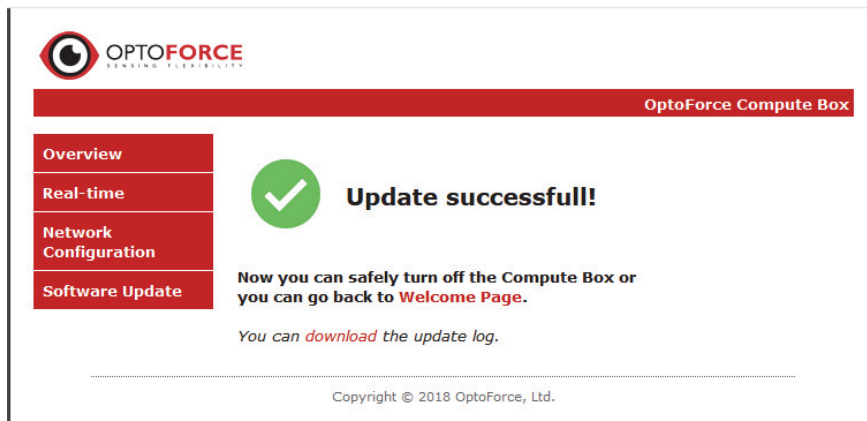 OPTOFORCE
SENSING FLEXIBILITY
OptoForce Compute Box
Overview
Real-time
Network
Configuration
Software Update
Update successfull!
Now you can safely turn off the Compute Box or
you can go back to Welcome Page.
You can download the update log.
Copyright © 2018 OptoForce, Ltd.